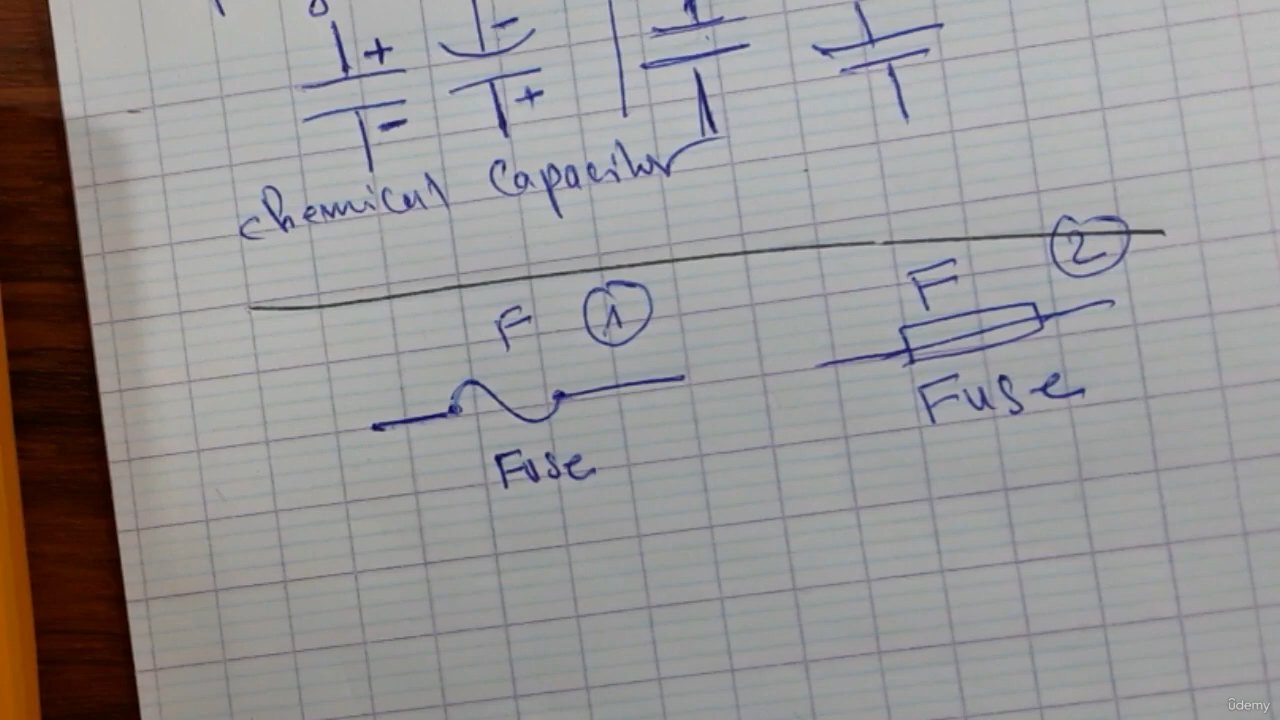 + -
- +
chemical capacitor
F 1 F 2
Fuse Fuse
ûdemy